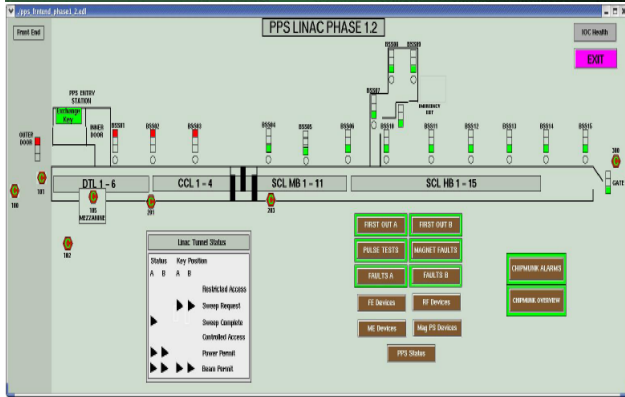 ./pps_frntend_phase1_2.edl
Front End
PPS LINAC PHASE 1.2
IOC Health
EXIT
PPS ENTRY
STATION
Exchange
Key
OUTER
DOOR
INNER
DOOR
BSS01
BSS02
BSS03
BSS04
BSS05
BSS06
BSS07
BSS08
BSS09
EMERGENCY
EXIT
BSS10
BSS11
BSS12
BSS13
BSS14
BSS15
300
GATE
DTL 1 - 6
CCL 1 - 4
SCL MB 1 - 11
SCL HB 1 - 15
100
101
105
MEZZANINE
102
201
203
Linac Tunnel Status
Status Key Position
A B A B
Restricted Access
Sweep Request
Sweep Complete
Controlled Access
Power Permit
Beam Permit
FIRST OUT A
FIRST OUT B
PULSE TESTS
MAGNET FAULTS
FAULTS A
FAULTS B
FE Devices
RF Devices
ME Devices
Mag PS Devices
PPS Status
CHIPMUNK ALARMS
CHIPMUNK OVERVIEW